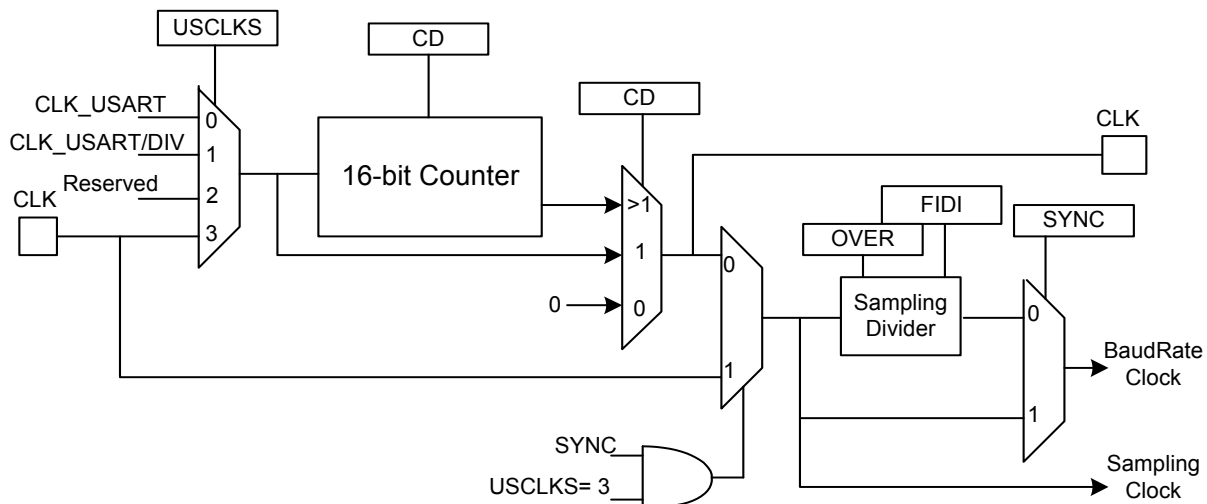 USCLKS
CD
CD
CLK_USART
0
CLK_USART/DIV
1
Reserved
2
CLK
3
16-bit Counter
>1
1
0
0
CLK
FIDI
OVER
SYNC
0
1
Sampling
Divider
0
1
BaudRate
Clock
SYNC
USCLKS= 3
Sampling
Clock